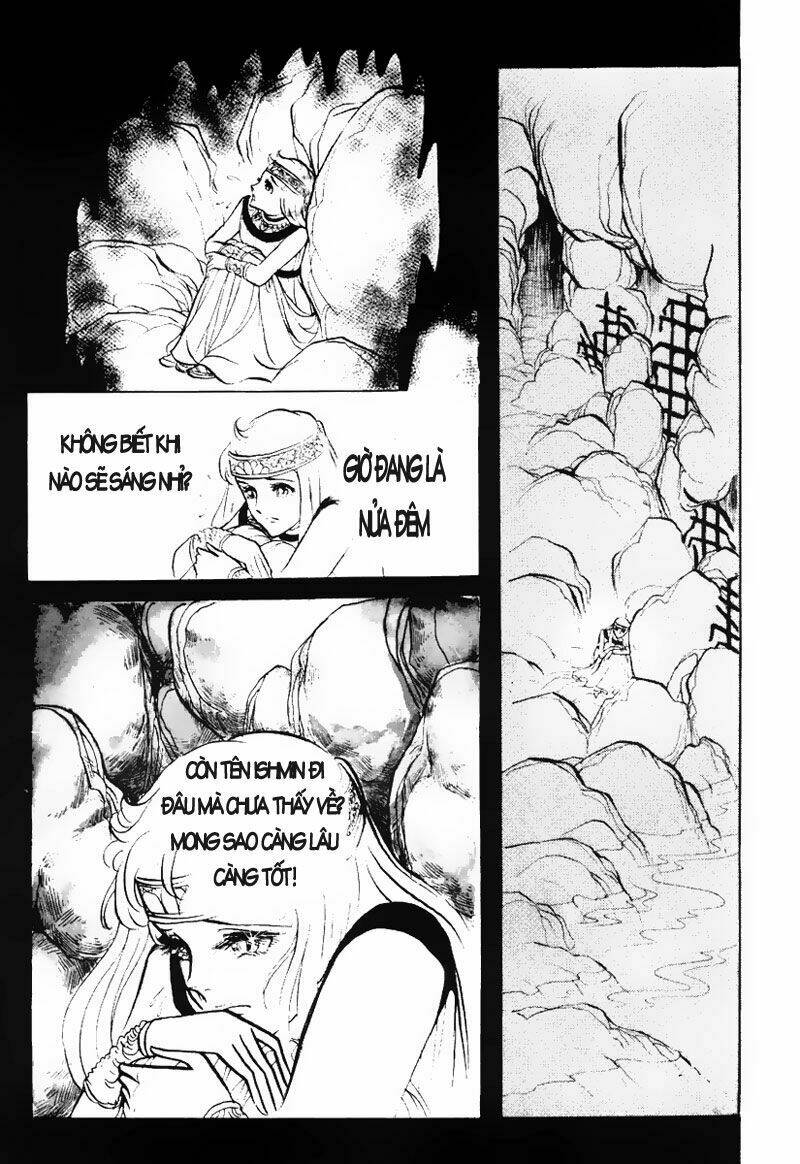 GIỜ ĐANG LÀ
NỬA ĐÊM
KHÔNG BIẾT KHI
NÀO SẼ SÁNG NHỈ?
CÒN TÊN ISHMIN ĐI
ĐÂU MÀ CHƯA THẤY VỀ?
MONG SAO CÀNG LÂU
CÀNG TỐT!